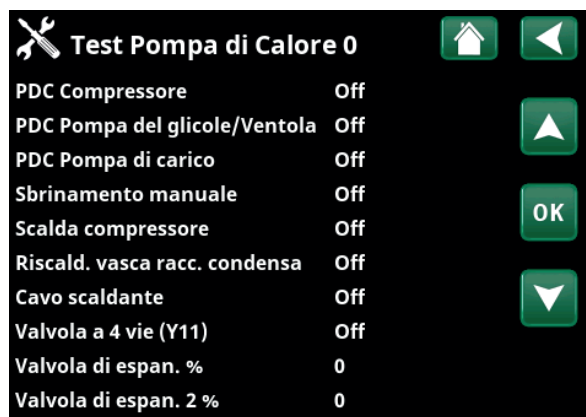 Test Pompa di Calore 0
PDC Compressore Off
PDC Pompa del glicole/Ventola Off
PDC Pompa di carico Off
Sbrinamento manuale Off
OK
Scalda compressore Off
Riscald. vasca racc. condensa Off
Cavo scaldante Off
Valvola a 4 vie (Y11) Off
Valvola di espan. % 0
Valvola di espan. 2 % 0